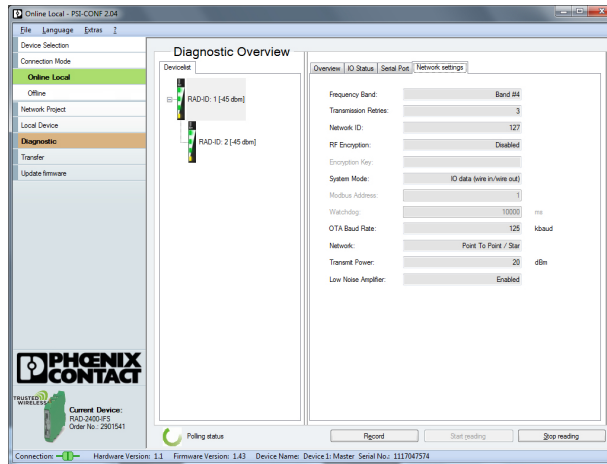 Online Local - PSI-CONF 2.04
File Language Extras ?
Device Selection
Connection Mode
Online Local
Offline
Network Project
Local Device
Diagnostic
Transfer
Update firmware
PHOENIX
CONTACT
TRUSTED
WIRELESS
Current Device:
RAD-2400-IFS
Order No.: 2901541
Diagnostic Overview
Devicelist
RAD-ID: 1 [-45 dbm]
RAD-ID: 2 [-45 dbm]
Overview IO Status Serial Port Network settings
Frequency Band: Band #4
Transmission Retries: 3
Network ID: 127
RF Encryption: Disabled
Encryption Key:
System Mode: IO data (wire in/wire out)
Modbus Address: 1
Watchdog: 10000 ms
OTA Baud Rate: 125 kbaud
Network: Point To Point / Star
Transmit Power: 20 dBm
Low Noise Amplifier: Enabled
Polling status
Record Start reading Stop reading
Connection: Hardware Version: 1.1 Firmware Version: 1.43 Device Name: Device1: Master Serial No.: 1117047574